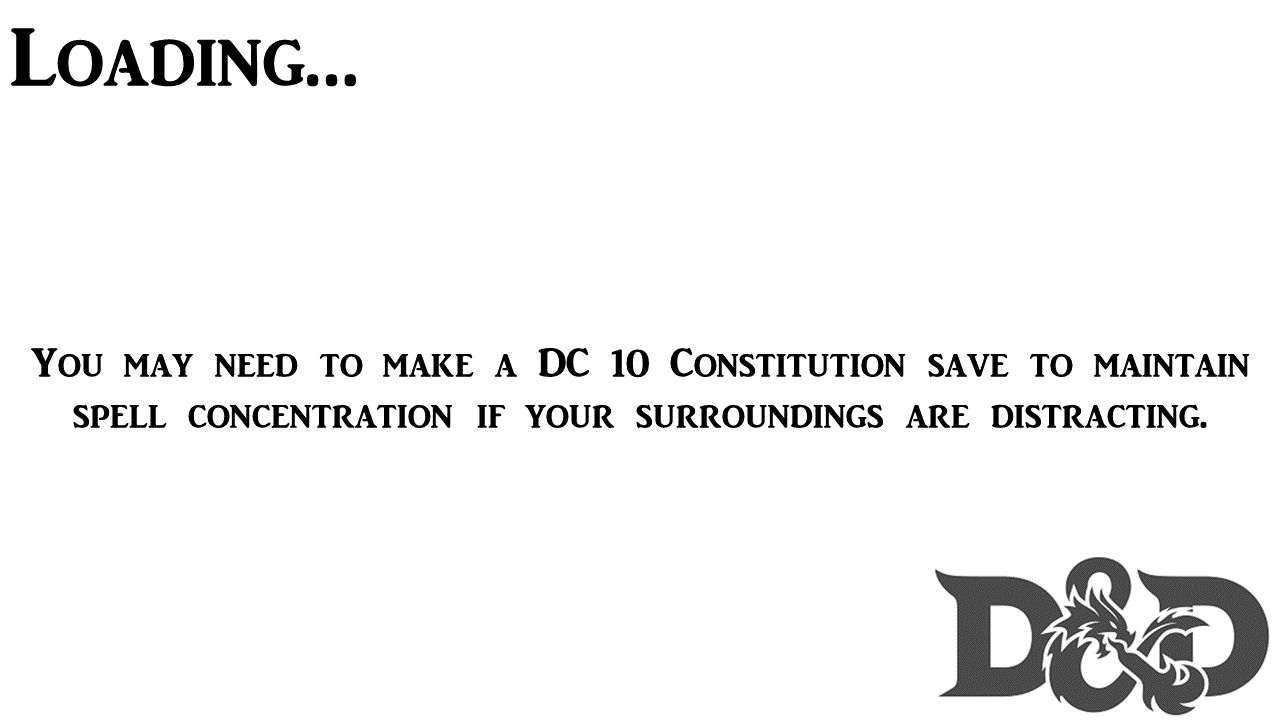 Loading...
You may need to make a DC 10 Constitution save to maintain
spell concentration if your surroundings are distracting.
D&D